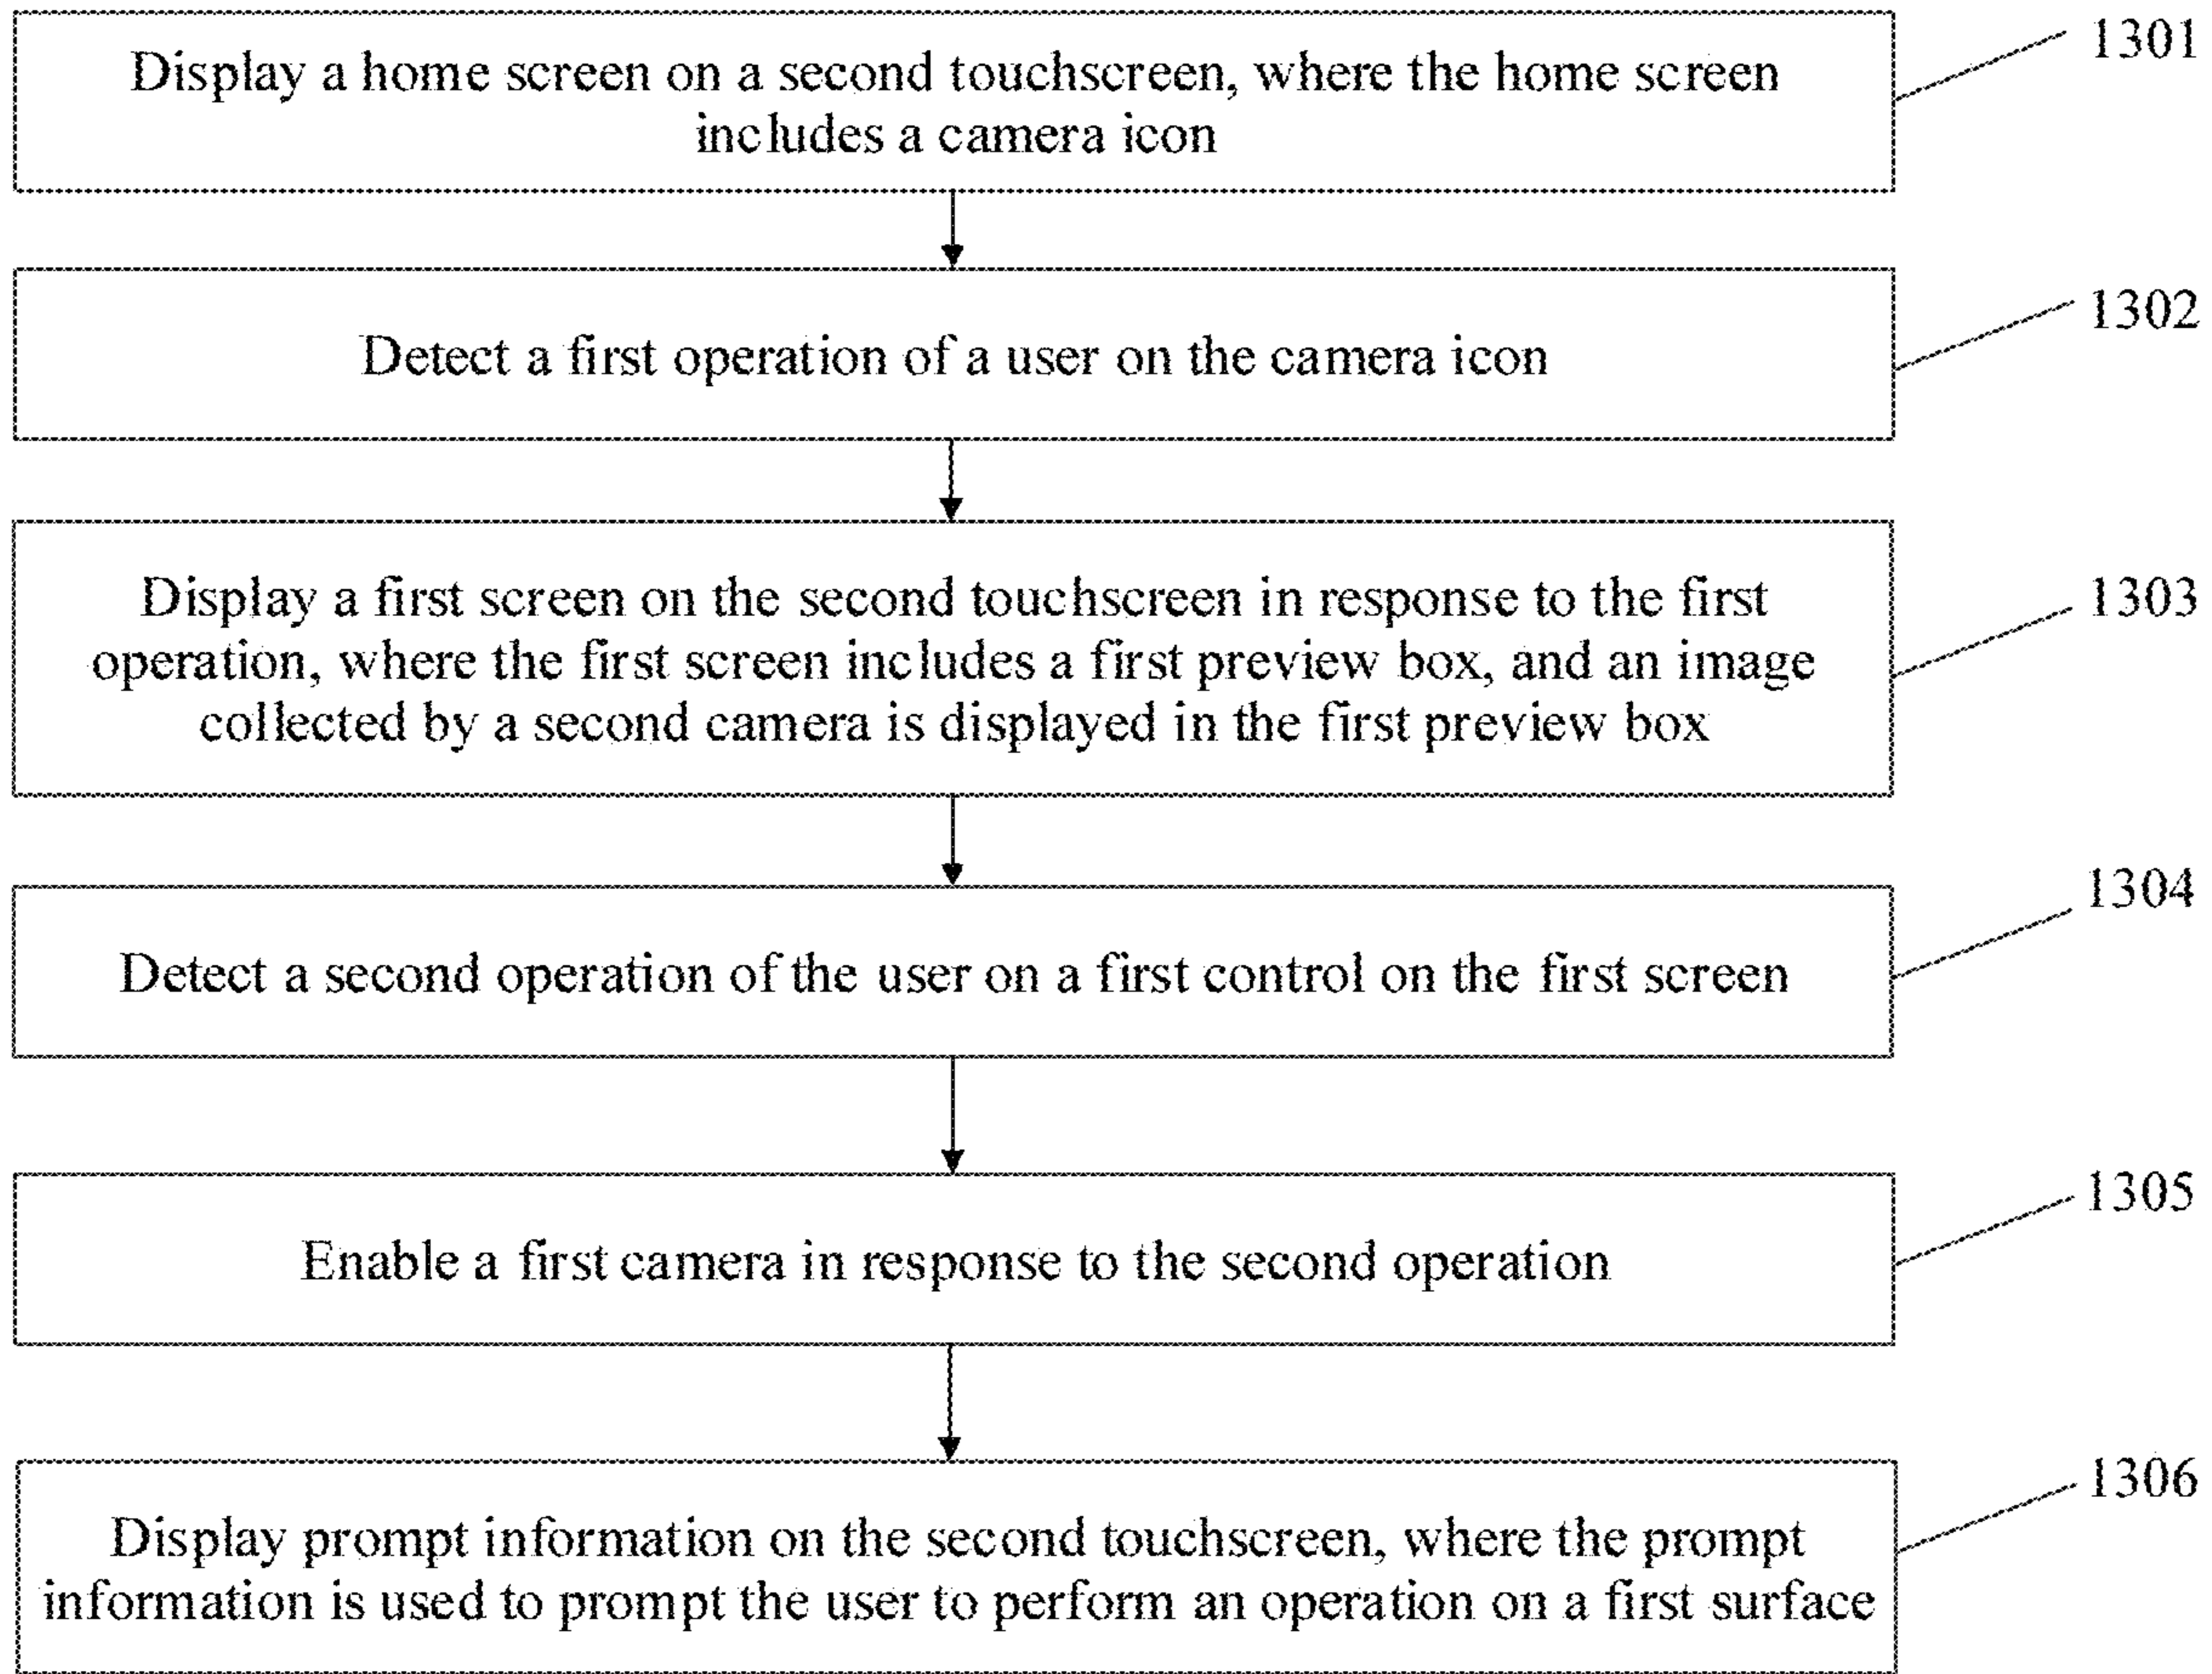 Display a home screen on a second touchscreen, where the home screen
includes a camera icon
1301
Detect a first operation of a user on the camera icon
1302
Display a first screen on the second touchscreen in response to the first
operation, where the first screen includes a first preview box, and an image
collected by a second camera is displayed in the first preview box
1303
Detect a second operation of the user on a first control on the first screen
1304
Enable a first camera in response to the second operation
1305
Display prompt information on the second touchscreen, where the prompt
information is used to prompt the user to perform an operation on a first surface
1306